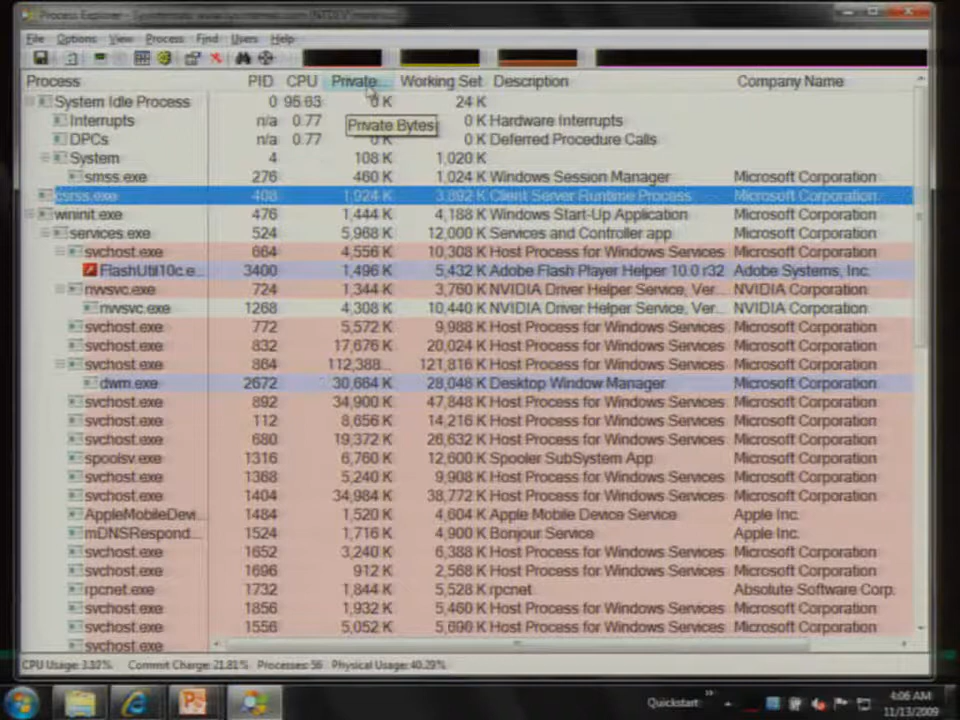 Process Explorer
File Options View Process Find Users Help
Process PID CPU Private... Working Set Description Company Name
System Idle Process 0 95.63 0 K 24 K
Interrupts n/a 0.77 0 K Hardware Interrupts
Private Bytes
DPCs n/a 0.77 0 K 0 K Deferred Procedure Calls
System 4 108 K 1,020 K
smss.exe 276 460 K 1,024 K Windows Session Manager Microsoft Corporation
csrss.exe 408 1,924 K 3,892 K Client Server Runtime Process Microsoft Corporation
wininit.exe 476 1,444 K 4,188 K Windows Start-Up Application Microsoft Corporation
services.exe 524 5,968 K 12,000 K Services and Controller app Microsoft Corporation
svchost.exe 664 4,556 K 10,308 K Host Process for Windows Services Microsoft Corporation
FlashUtil10c.e... 3400 1,496 K 5,432 K Adobe Flash Player Helper 10.0 r32 Adobe Systems, Inc.
nvvsvc.exe 724 1,344 K 3,760 K NVIDIA Driver Helper Service, Ver... NVIDIA Corporation
nvvsvc.exe 1268 4,308 K 10,440 K NVIDIA Driver Helper Service, Ver... NVIDIA Corporation
svchost.exe 772 5,572 K 9,988 K Host Process for Windows Services Microsoft Corporation
svchost.exe 832 17,676 K 20,024 K Host Process for Windows Services Microsoft Corporation
svchost.exe 864 112,388... 121,816 K Host Process for Windows Services Microsoft Corporation
dwm.exe 2672 30,664 K 28,048 K Desktop Window Manager Microsoft Corporation
svchost.exe 892 34,900 K 47,848 K Host Process for Windows Services Microsoft Corporation
svchost.exe 112 8,656 K 14,216 K Host Process for Windows Services Microsoft Corporation
svchost.exe 680 19,372 K 26,632 K Host Process for Windows Services Microsoft Corporation
spoolsv.exe 1316 6,760 K 12,600 K Spooler SubSystem App Microsoft Corporation
svchost.exe 1368 5,240 K 9,908 K Host Process for Windows Services Microsoft Corporation
svchost.exe 1404 34,984 K 38,772 K Host Process for Windows Services Microsoft Corporation
AppleMobileDevi... 1484 1,520 K 4,604 K Apple Mobile Device Service Apple Inc.
mDNSRespond... 1524 1,716 K 4,900 K Bonjour Service Apple Inc.
svchost.exe 1652 3,240 K 6,388 K Host Process for Windows Services Microsoft Corporation
svchost.exe 1696 912 K 2,568 K Host Process for Windows Services Microsoft Corporation
rpcnet.exe 1732 1,844 K 5,528 K rpcnet Absolute Software Corp.
svchost.exe 1856 1,932 K 5,460 K Host Process for Windows Services Microsoft Corporation
svchost.exe 1556 5,052 K 5,690 K Host Process for Windows Services Microsoft Corporation
svchost.exe
CPU Usage: 3.32% Commit Charge: 21.81% Processes: 56 Physical Usage: 40.29%
Quickstart » 4:06 AM
11/13/2009